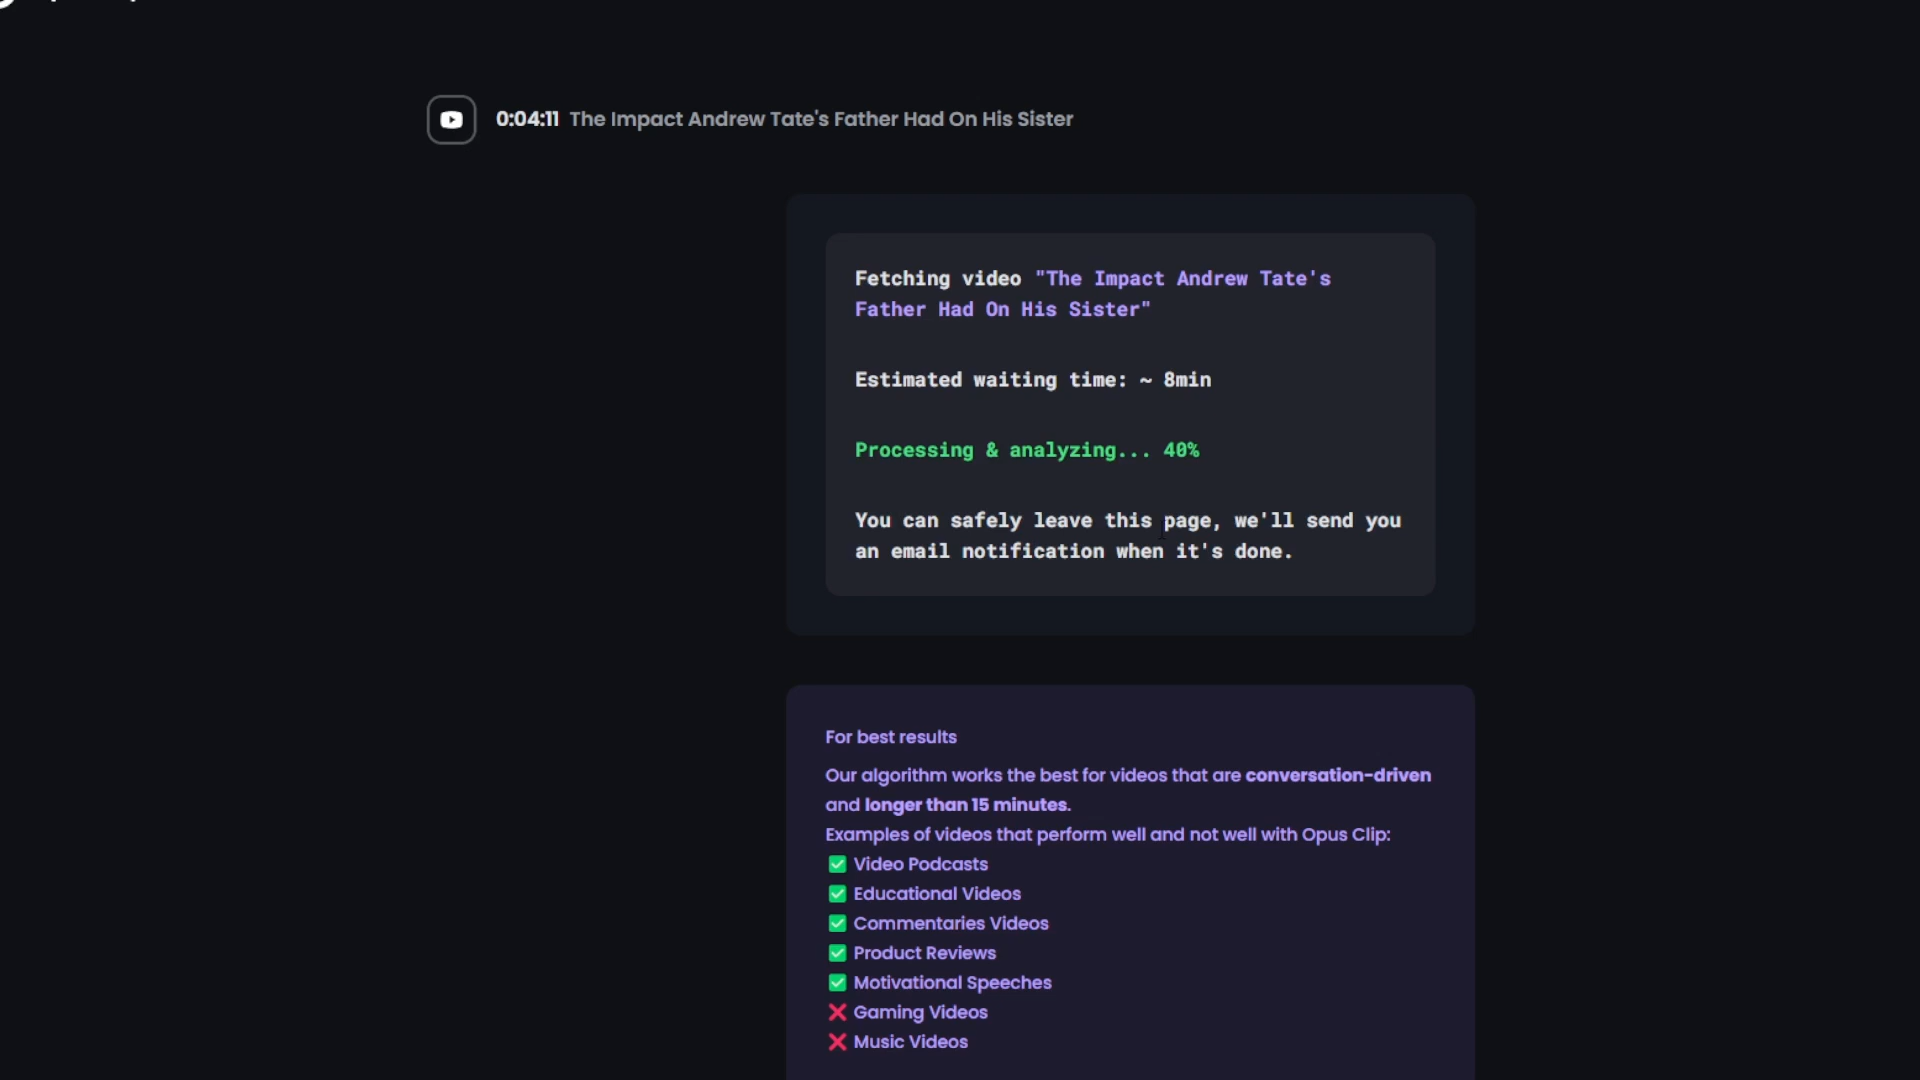 0:04:11 The Impact Andrew Tate's Father Had On His Sister
Fetching video "The Impact Andrew Tate's
Father Had On His Sister"
Estimated waiting time: ~ 8min
Processing & analyzing... 40%
You can safely leave this page, we'll send you
an email notification when it's done.
For best results
Our algorithm works the best for videos that are conversation-driven
and longer than 15 minutes.
Examples of videos that perform well and not well with Opus Clip:
✅ Video Podcasts
✅ Educational Videos
✅ Commentaries Videos
✅ Product Reviews
✅ Motivational Speeches
❌ Gaming Videos
❌ Music Videos